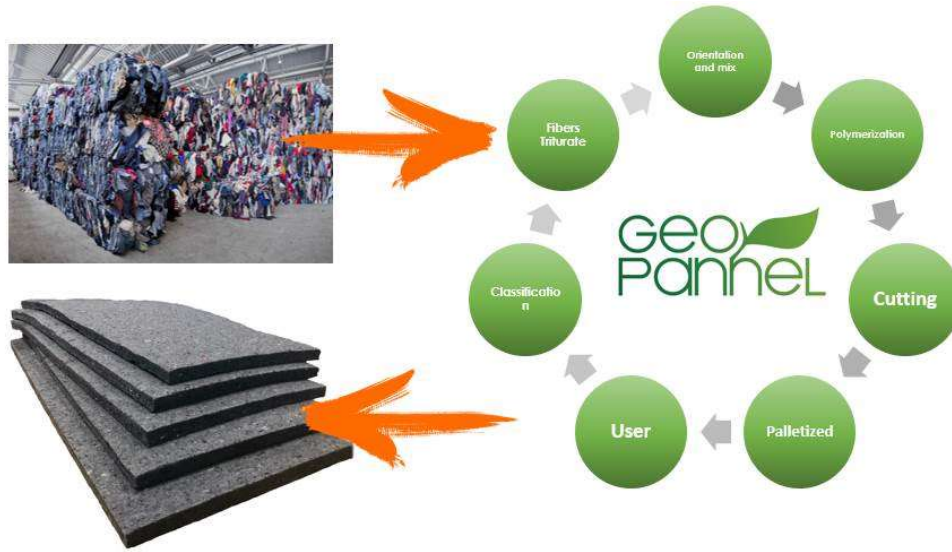 Orientation
and mix
Fibers
Triturate
Polymerization
GEO
PANNEL
Classificatio
n
Cutting
User
Palletized